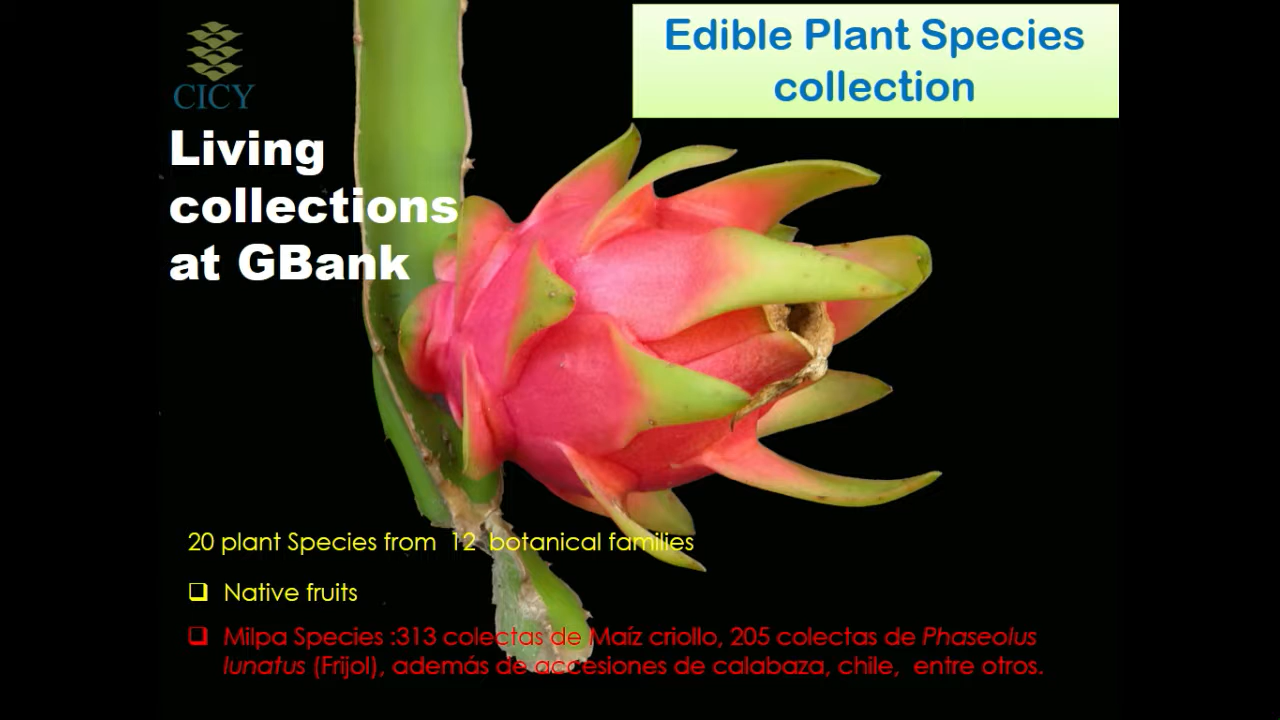 CICY
Edible Plant Species
collection
Living
collections
at GBank
20 plant Species from 12 botanical families
❑ Native fruits
❑ Milpa Species :313 colectas de Maíz criollo, 205 colectas de Phaseolus
lunatus (Frijol), además de accesiones de calabaza, chile, entre otros.